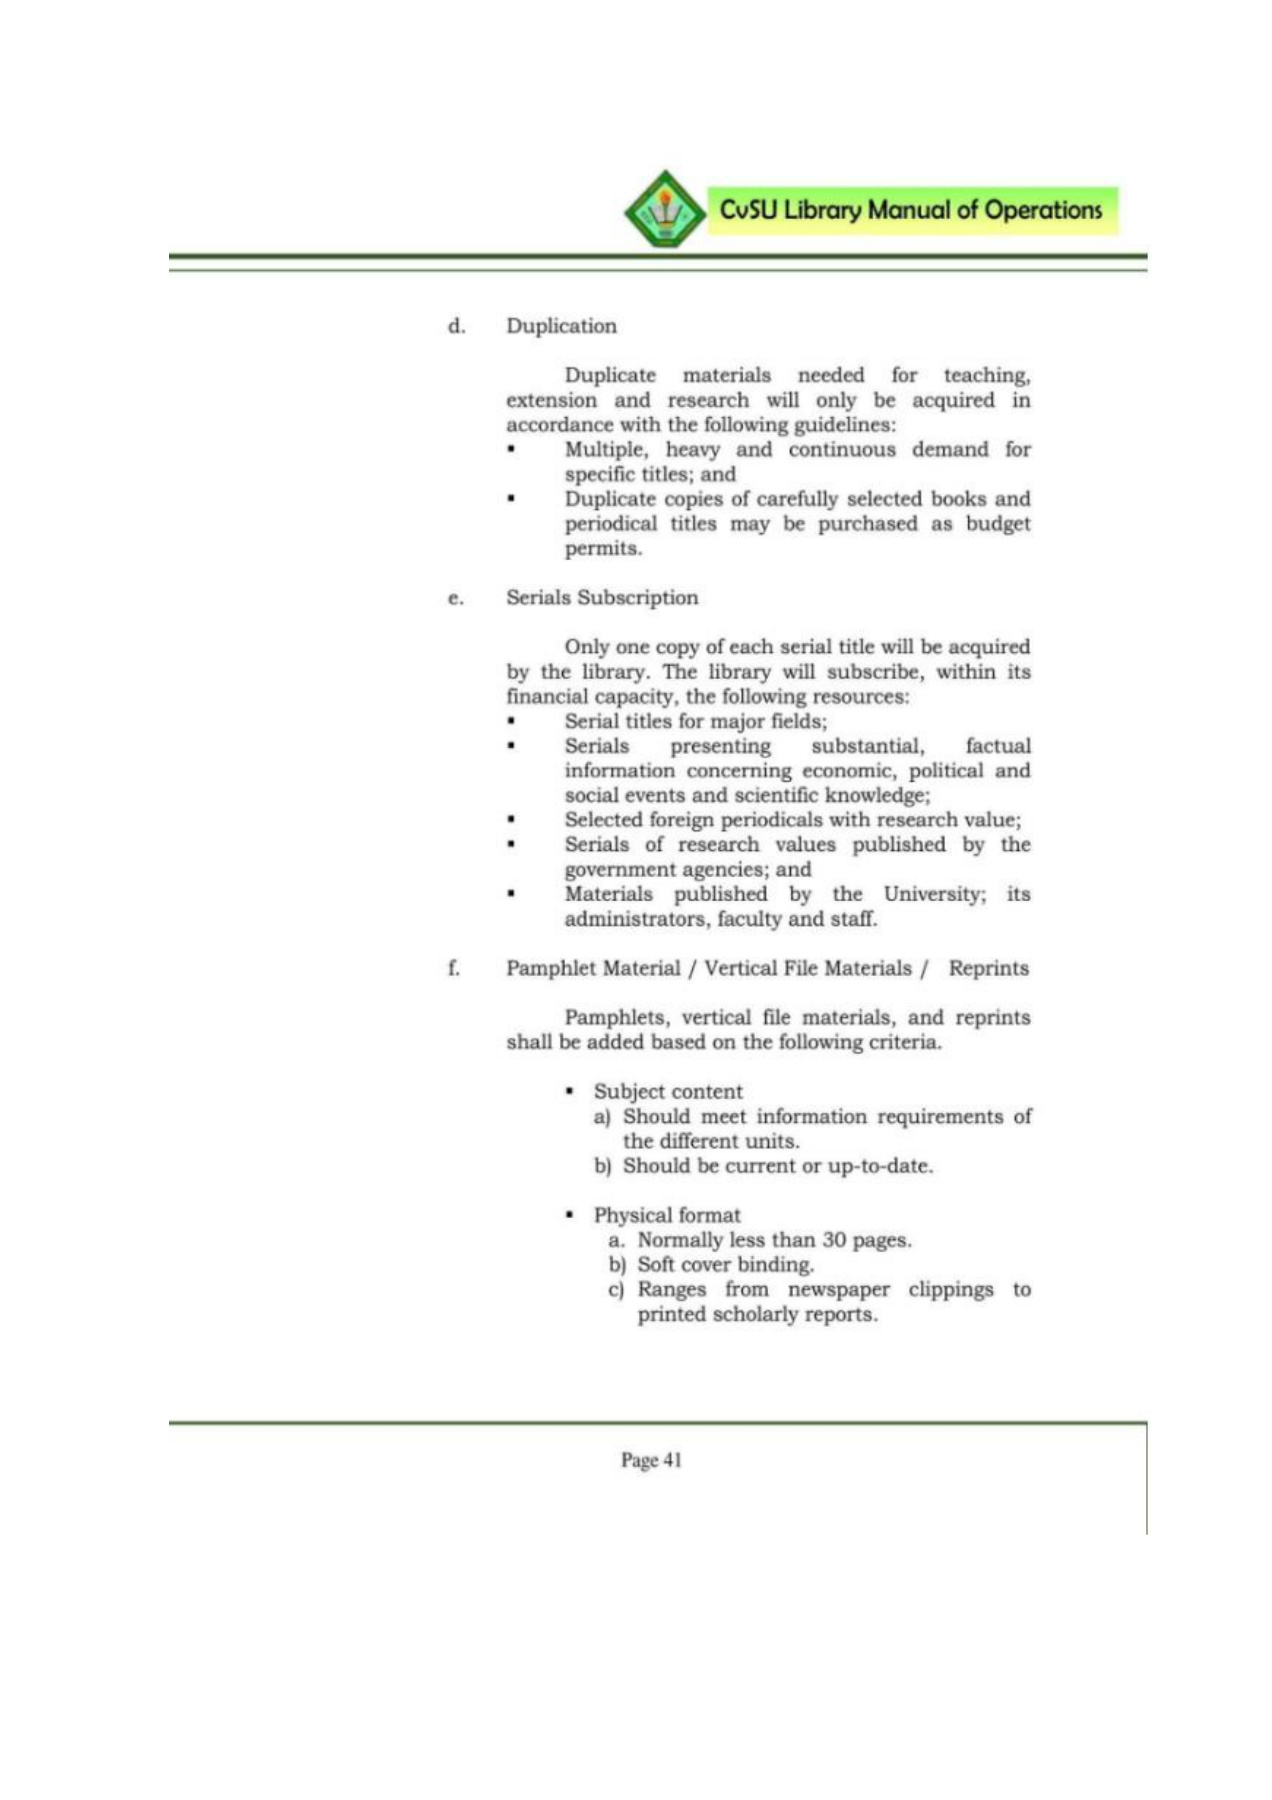 CvSU Library Manual of Operations
d. Duplication
Duplicate materials needed for teaching,
extension and research will only be acquired in
accordance with the following guidelines:
▪ Multiple, heavy and continuous demand for
specific titles; and
▪ Duplicate copies of carefully selected books and
periodical titles may be purchased as budget
permits.
e. Serials Subscription
Only one copy of each serial title will be acquired
by the library. The library will subscribe, within its
financial capacity, the following resources:
▪ Serial titles for major fields;
▪ Serials presenting substantial, factual
information concerning economic, political and
social events and scientific knowledge;
▪ Selected foreign periodicals with research value;
▪ Serials of research values published by the
government agencies; and
▪ Materials published by the University; its
administrators, faculty and staff.
f. Pamphlet Material / Vertical File Materials / Reprints
Pamphlets, vertical file materials, and reprints
shall be added based on the following criteria.
▪ Subject content
a) Should meet information requirements of
the different units.
b) Should be current or up-to-date.
▪ Physical format
a. Normally less than 30 pages.
b) Soft cover binding.
c) Ranges from newspaper clippings to
printed scholarly reports.
Page 41